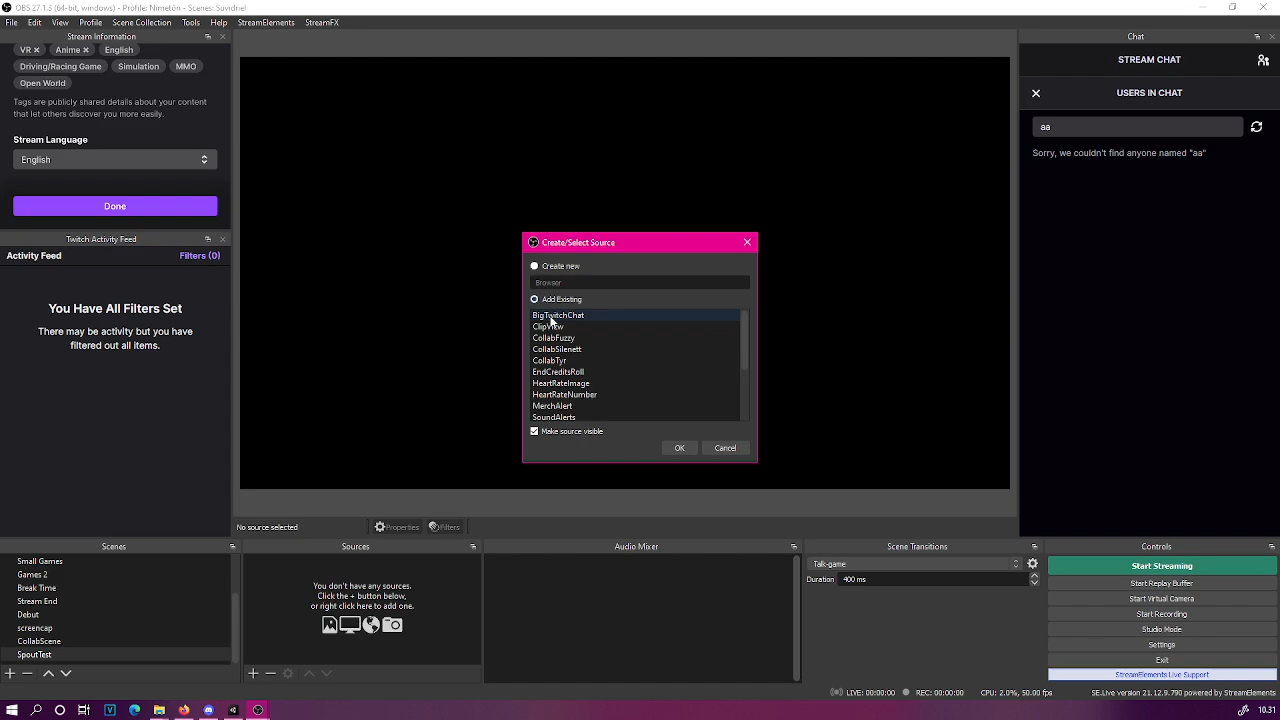 OBS 27.1.3 (64-bit, windows) - Profile: Nimetön - Scenes: Suvidriel
File Edit View Profile Scene Collection Tools Help StreamElements StreamFX
Stream Information
VR Anime English
Driving/Racing Game Simulation MMO
Open World
Tags are publicly shared details about your content
that let others discover you more easily.
Stream Language
English
Done
Twitch Activity Feed
Activity Feed Filters (0)
You Have All Filters Set
There may be activity but you have
filtered out all items.
Create/Select Source
Create new
Browser
Add Existing
BigTwitchChat
ClipView
CollabFuzzy
CollabSilenett
CollabTyr
EndCreditsRoll
HeartRateImage
HeartRateNumber
MerchAlert
SoundAlerts
Make source visible
OK Cancel
Chat
STREAM CHAT
USERS IN CHAT
aa
Sorry, we couldn't find anyone named "aa"
No source selected Properties Filters
Scenes
Small Games
Games 2
Break Time
Stream End
Debut
screencap
CollabScene
SpoutTest
Sources
You don't have any sources.
Click the + button below,
or right click here to add one.
Audio Mixer
Scene Transitions
Talk-game
Duration 400 ms
Controls
Start Streaming
Start Replay Buffer
Start Virtual Camera
Start Recording
Studio Mode
Settings
Exit
StreamElements Live Support
LIVE: 00:00:00 REC: 00:00:00 CPU: 2.0%, 50.00 fps SE.Live version 21.12.9.790 powered by StreamElements
10.31